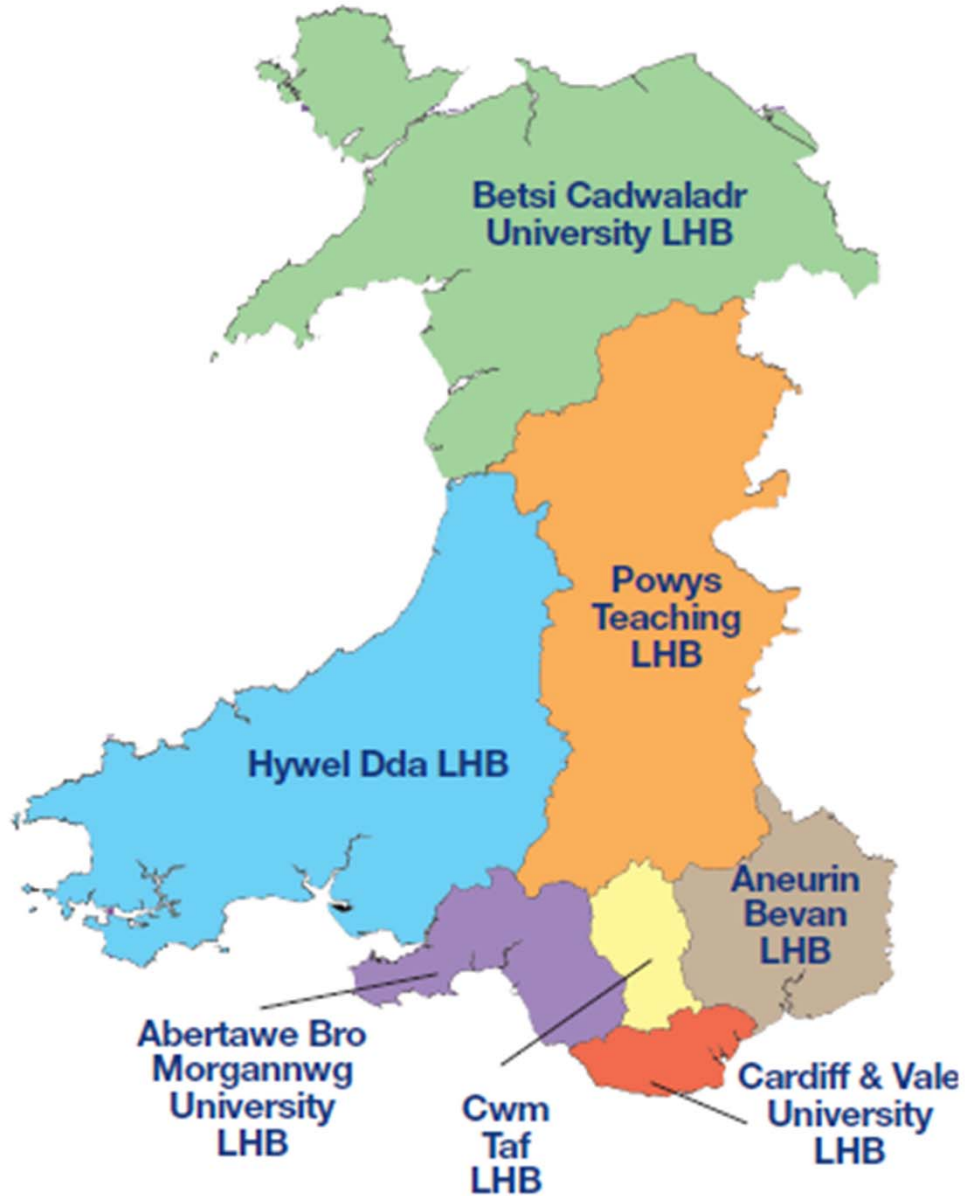 Betsi Cadwaladr
University LHB
Powys
Teaching
LHB
Hywel Dda LHB
Aneurin
Bevan
LHB
Abertawe Bro
Morgannwg
University
LHB
Cwm
Taf
LHB
Cardiff & Vale
University
LHB